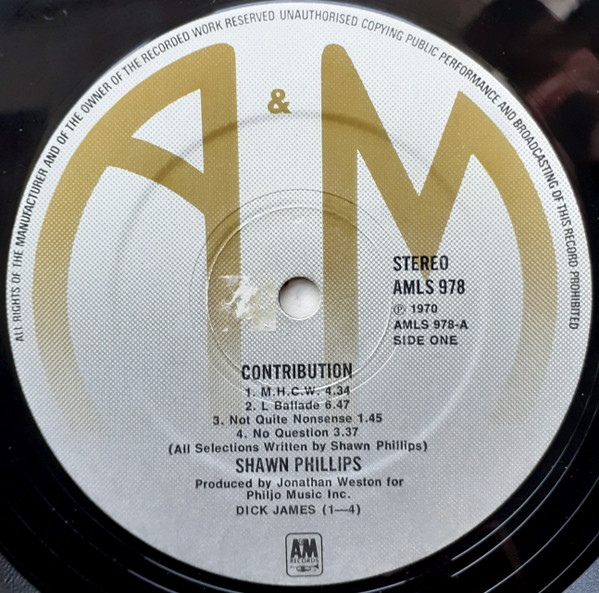 ALL RIGHTS OF THE MANUFACTURER AND OF THE OWNER OF THE RECORDED WORK RESERVED. UNAUTHORISED COPYING PUBLIC PERFORMANCE AND BROADCASTING OF THIS RECORD PROHIBITED
A & M
STEREO
AMLS 978
℗ 1970
AMLS 978-A
SIDE ONE
CONTRIBUTION
1. M.H.C.W. 4.34
2. L Ballade 6.47
3. Not Quite Nonsense 1.45
4. No Question 3.37
(All Selections Written by Shawn Phillips)
SHAWN PHILLIPS
Produced by Jonathan Weston for
Philjo Music Inc.
DICK JAMES (1—4)
A&M
RECORDS